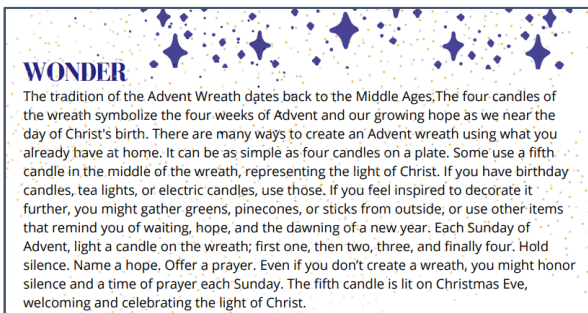 WONDER
The tradition of the Advent Wreath dates back to the Middle Ages,The four candles of
the wreath symbolize the four weeks of Advent and our growing hope as we near the
day of Christ's birth. There are many ways to create an Advent wreath using what you
already have at home. It can be as simple as four candles on a plate. Some use a fifth
candle in the middle of the wreath, representing the light of Christ. If you have birthday
candles, tea lights, or electric candles, use those. If you feel inspired to decorate it
further, you might gather greens, pinecones, or sticks from outside, or use other items
that remind you of waiting, hope, and the dawning of a new year. Each Sunday of
Advent, light a candle on the wreath; first one, then two, three, and finally four. Hold
silence. Name a hope. Offer a prayer. Even if you don’t create a wreath, you might honor
silence and a time of prayer each Sunday. The fifth candle is lit on Christmas Eve,
welcoming and celebrating the light of Christ.